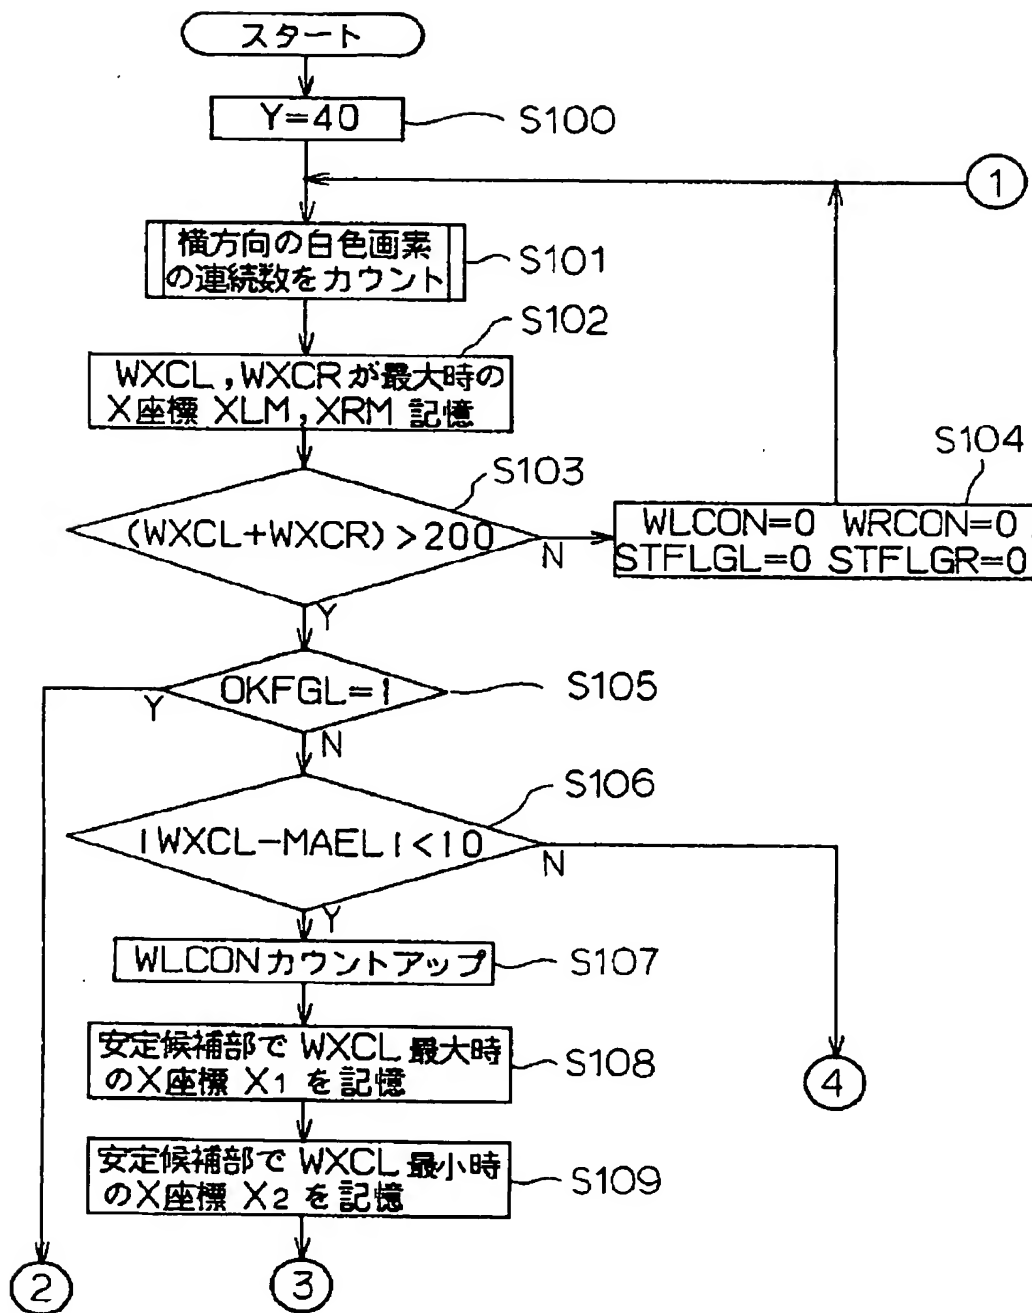 スタート
Y=40
S100
①
横方向の白色画素
の連続数をカウント
S101
S102
WXCL,WXCRが最大時の
X座標 XLM,XRM 記憶
S103
(WXCL+WXCR)>200
N
Y
S104
WLCON=0 WRCON=0
STFLGL=0 STFLGR=0
OKFGL=1
S105
Y
N
S106
|WXCL-MAEL|<10
N
Y
WLCONカウントアップ
S107
安定候補部で WXCL 最大時
のX座標 X1 を記憶
S108
④
安定候補部で WXCL 最小時
のX座標 X2 を記憶
S109
②
③